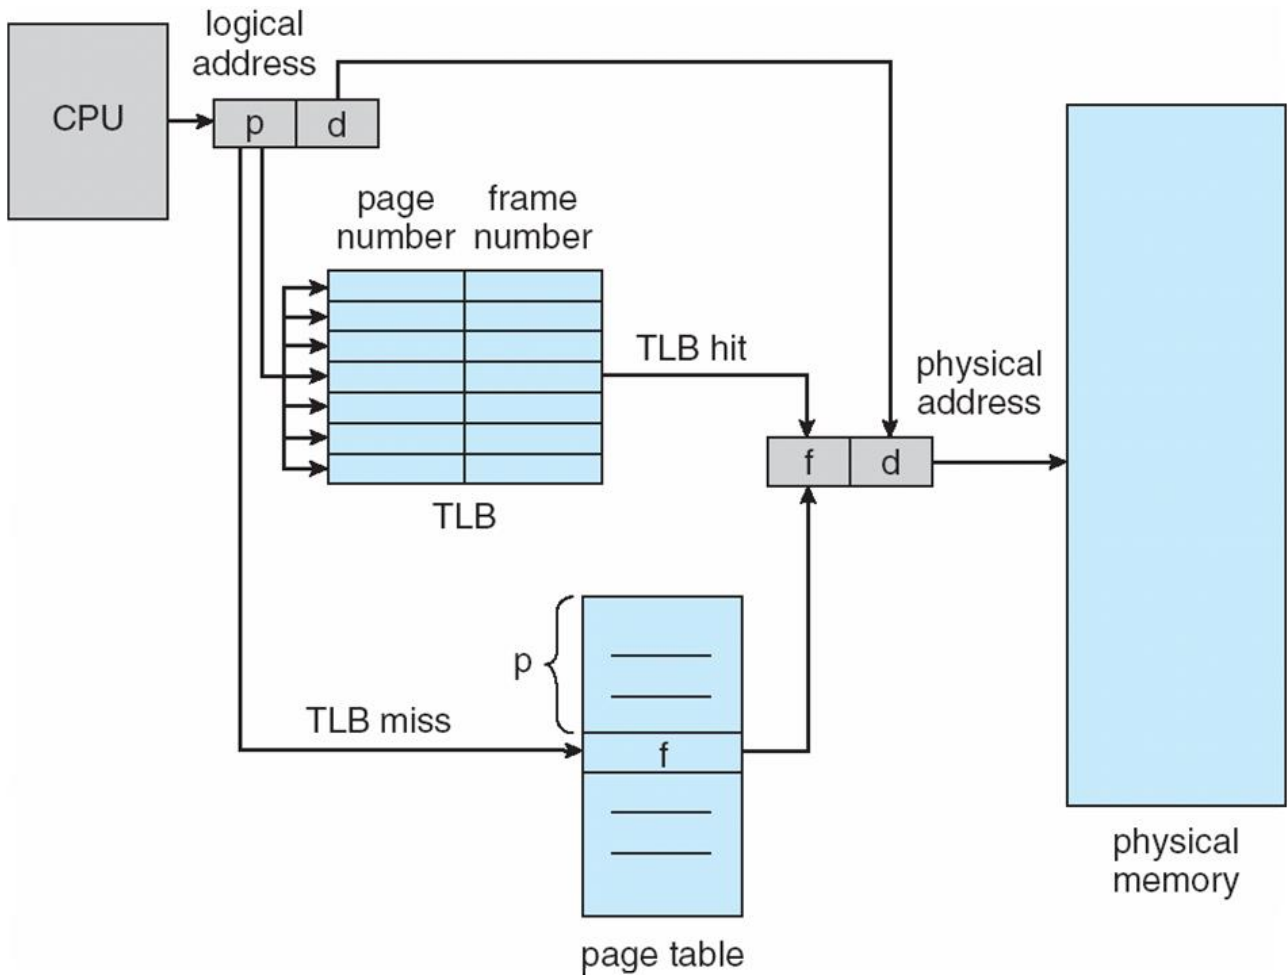 logical
address
CPU
p
d
page
number
frame
number
TLB hit
physical
address
f
d
TLB
p
TLB miss
f
physical
memory
page table